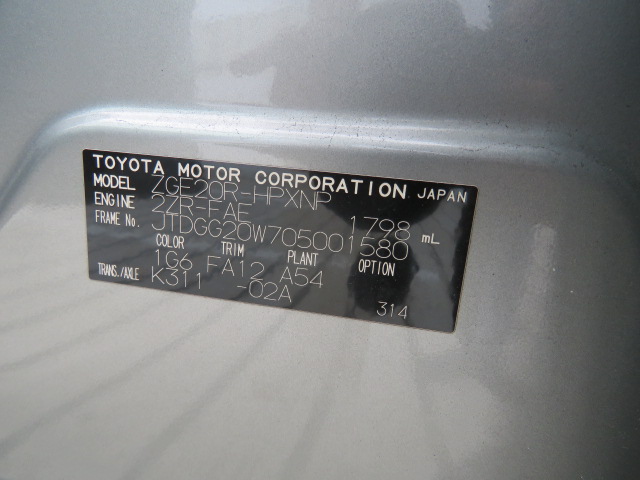 TOYOTA MOTOR CORPORATION JAPAN
MODEL ZGE20R-HPXNP
ENGINE 2ZR-FAE 1798 mL
FRAME No. JTDGG20W705001580
COLOR TRIM PLANT OPTION
1G6 FA12 A54
TRANS./AXLE K311 -02A
314